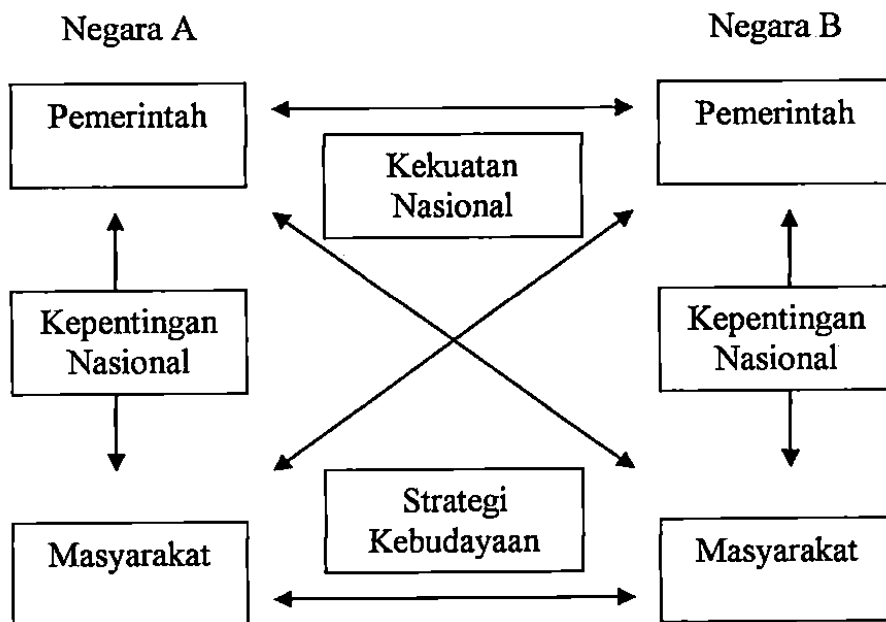 Negara A
Negara B
Pemerintah
Pemerintah
Kekuatan
Nasional
Kepentingan
Nasional
Kepentingan
Nasional
Strategi
Kebudayaan
Masyarakat
Masyarakat